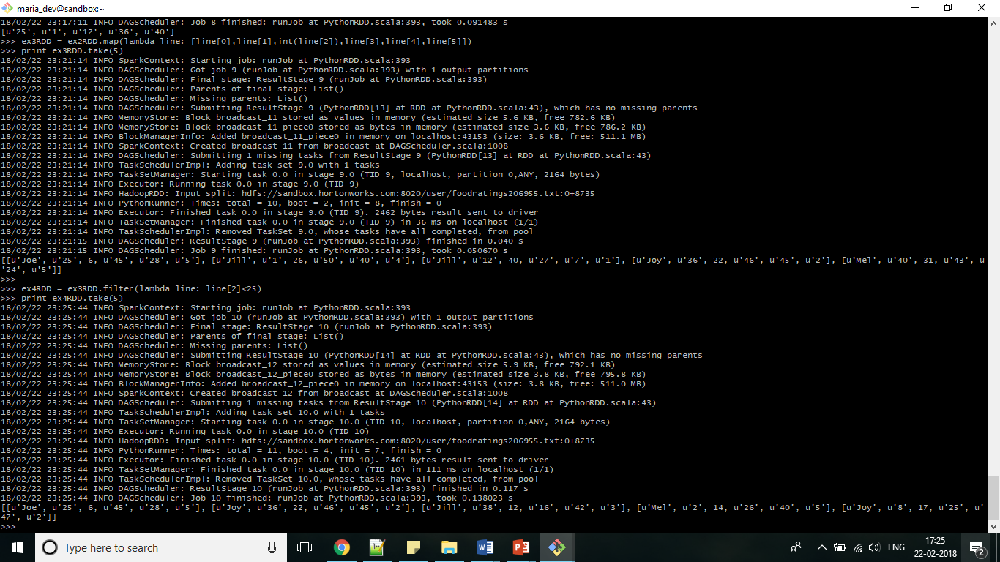 maria_dev@sandbox:~
18/02/22 23:17:11 INFO DAGScheduler: Job 8 finished: runJob at PythonRDD.scala:393, took 0.091483 s
[u'25', u'1', u'12', u'36', u'40']
>>> ex3RDD = ex2RDD.map(lambda line: [line[0],line[1],int(line[2]),line[3],line[4],line[5]])
>>> print ex3RDD.take(5)
18/02/22 23:21:14 INFO SparkContext: Starting job: runJob at PythonRDD.scala:393
18/02/22 23:21:14 INFO DAGScheduler: Got job 9 (runJob at PythonRDD.scala:393) with 1 output partitions
18/02/22 23:21:14 INFO DAGScheduler: Final stage: ResultStage 9 (runJob at PythonRDD.scala:393)
18/02/22 23:21:14 INFO DAGScheduler: Parents of final stage: List()
18/02/22 23:21:14 INFO DAGScheduler: Missing parents: List()
18/02/22 23:21:14 INFO DAGScheduler: Submitting ResultStage 9 (PythonRDD[13] at RDD at PythonRDD.scala:43), which has no missing parents
18/02/22 23:21:14 INFO MemoryStore: Block broadcast_11 stored as values in memory (estimated size 5.6 KB, free 782.6 KB)
18/02/22 23:21:14 INFO MemoryStore: Block broadcast_11_piece0 stored as bytes in memory (estimated size 3.6 KB, free 786.2 KB)
18/02/22 23:21:14 INFO BlockManagerInfo: Added broadcast_11_piece0 in memory on localhost:43153 (size: 3.6 KB, free: 511.1 MB)
18/02/22 23:21:14 INFO SparkContext: Created broadcast 11 from broadcast at DAGScheduler.scala:1008
18/02/22 23:21:14 INFO DAGScheduler: Submitting 1 missing tasks from ResultStage 9 (PythonRDD[13] at RDD at PythonRDD.scala:43)
18/02/22 23:21:14 INFO TaskSchedulerImpl: Adding task set 9.0 with 1 tasks
18/02/22 23:21:14 INFO TaskSetManager: Starting task 0.0 in stage 9.0 (TID 9, localhost, partition 0,ANY, 2164 bytes)
18/02/22 23:21:14 INFO Executor: Running task 0.0 in stage 9.0 (TID 9)
18/02/22 23:21:14 INFO HadoopRDD: Input split: hdfs://sandbox.hortonworks.com:8020/user/foodratings206955.txt:0+8735
18/02/22 23:21:14 INFO PythonRunner: Times: total = 10, boot = 2, init = 8, finish = 0
18/02/22 23:21:14 INFO Executor: Finished task 0.0 in stage 9.0 (TID 9). 2462 bytes result sent to driver
18/02/22 23:21:14 INFO TaskSetManager: Finished task 0.0 in stage 9.0 (TID 9) in 36 ms on localhost (1/1)
18/02/22 23:21:14 INFO TaskSchedulerImpl: Removed TaskSet 9.0, whose tasks have all completed, from pool
18/02/22 23:21:15 INFO DAGScheduler: ResultStage 9 (runJob at PythonRDD.scala:393) finished in 0.040 s
18/02/22 23:21:15 INFO DAGScheduler: Job 9 finished: runJob at PythonRDD.scala:393, took 0.050670 s
[[u'Joe', u'25', 6, u'45', u'28', u'5'], [u'Jill', u'1', 26, u'50', u'40', u'4'], [u'Jill', u'12', 40, u'27', u'7', u'1'], [u'Joy', u'36', 22, u'46', u'45', u'2'], [u'Mel', u'40', 31, u'43', u
'24', u'5']]
>>>
>>> ex4RDD = ex3RDD.filter(lambda line: line[2]<25)
>>> print ex4RDD.take(5)
18/02/22 23:25:44 INFO SparkContext: Starting job: runJob at PythonRDD.scala:393
18/02/22 23:25:44 INFO DAGScheduler: Got job 10 (runJob at PythonRDD.scala:393) with 1 output partitions
18/02/22 23:25:44 INFO DAGScheduler: Final stage: ResultStage 10 (runJob at PythonRDD.scala:393)
18/02/22 23:25:44 INFO DAGScheduler: Parents of final stage: List()
18/02/22 23:25:44 INFO DAGScheduler: Missing parents: List()
18/02/22 23:25:44 INFO DAGScheduler: Submitting ResultStage 10 (PythonRDD[14] at RDD at PythonRDD.scala:43), which has no missing parents
18/02/22 23:25:44 INFO MemoryStore: Block broadcast_12 stored as values in memory (estimated size 5.9 KB, free 792.1 KB)
18/02/22 23:25:44 INFO MemoryStore: Block broadcast_12_piece0 stored as bytes in memory (estimated size 3.8 KB, free 795.8 KB)
18/02/22 23:25:44 INFO BlockManagerInfo: Added broadcast_12_piece0 in memory on localhost:43153 (size: 3.8 KB, free: 511.0 MB)
18/02/22 23:25:44 INFO SparkContext: Created broadcast 12 from broadcast at DAGScheduler.scala:1008
18/02/22 23:25:44 INFO DAGScheduler: Submitting 1 missing tasks from ResultStage 10 (PythonRDD[14] at RDD at PythonRDD.scala:43)
18/02/22 23:25:44 INFO TaskSchedulerImpl: Adding task set 10.0 with 1 tasks
18/02/22 23:25:44 INFO TaskSetManager: Starting task 0.0 in stage 10.0 (TID 10, localhost, partition 0,ANY, 2164 bytes)
18/02/22 23:25:44 INFO Executor: Running task 0.0 in stage 10.0 (TID 10)
18/02/22 23:25:44 INFO HadoopRDD: Input split: hdfs://sandbox.hortonworks.com:8020/user/foodratings206955.txt:0+8735
18/02/22 23:25:44 INFO PythonRunner: Times: total = 11, boot = 4, init = 7, finish = 0
18/02/22 23:25:44 INFO Executor: Finished task 0.0 in stage 10.0 (TID 10). 2461 bytes result sent to driver
18/02/22 23:25:44 INFO TaskSetManager: Finished task 0.0 in stage 10.0 (TID 10) in 111 ms on localhost (1/1)
18/02/22 23:25:44 INFO TaskSchedulerImpl: Removed TaskSet 10.0, whose tasks have all completed, from pool
18/02/22 23:25:44 INFO DAGScheduler: ResultStage 10 (runJob at PythonRDD.scala:393) finished in 0.117 s
18/02/22 23:25:44 INFO DAGScheduler: Job 10 finished: runJob at PythonRDD.scala:393, took 0.138023 s
[[u'Joe', u'25', 6, u'45', u'28', u'5'], [u'Joy', u'36', 22, u'46', u'45', u'2'], [u'Jill', u'38', 12, u'16', u'42', u'3'], [u'Mel', u'2', 14, u'26', u'40', u'5'], [u'Joy', u'8', 17, u'25', u'
47', u'2']]
>>>
Type here to search
ENG
17:25
22-02-2018
2